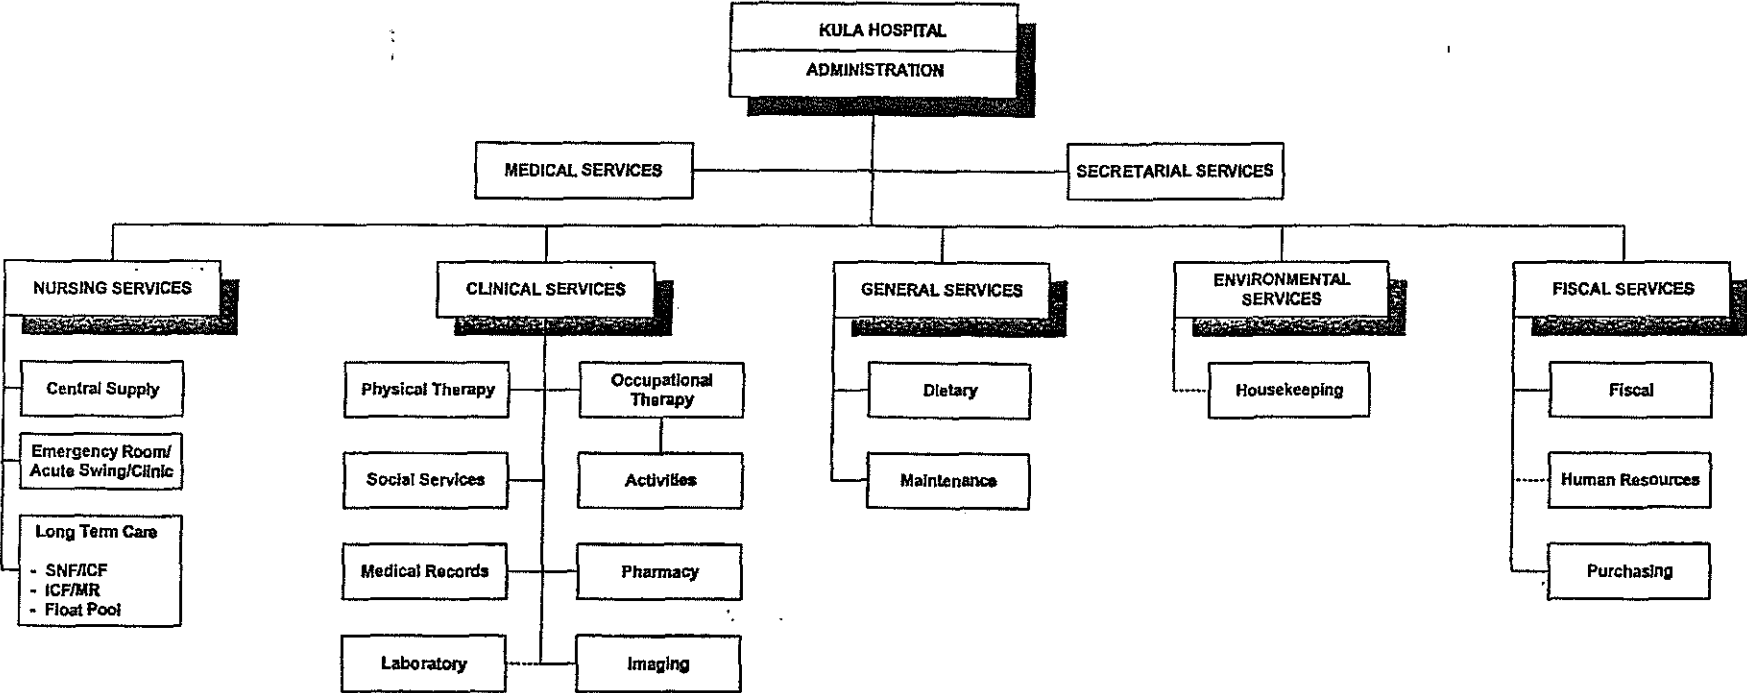 KULA HOSPITAL
ADMINISTRATION
MEDICAL SERVICES
SECRETARIAL SERVICES
NURSING SERVICES
CLINICAL SERVICES
GENERAL SERVICES
ENVIRONMENTAL
SERVICES
FISCAL SERVICES
Central Supply
Emergency Room/
Acute Swing/Clinic
Long Term Care
- SNF/ICF
- ICF/MR
- Float Pool
Physical Therapy
Occupational
Therapy
Social Services
Activities
Medical Records
Pharmacy
Laboratory
Imaging
Dietary
Maintenance
Housekeeping
Fiscal
Human Resources
Purchasing